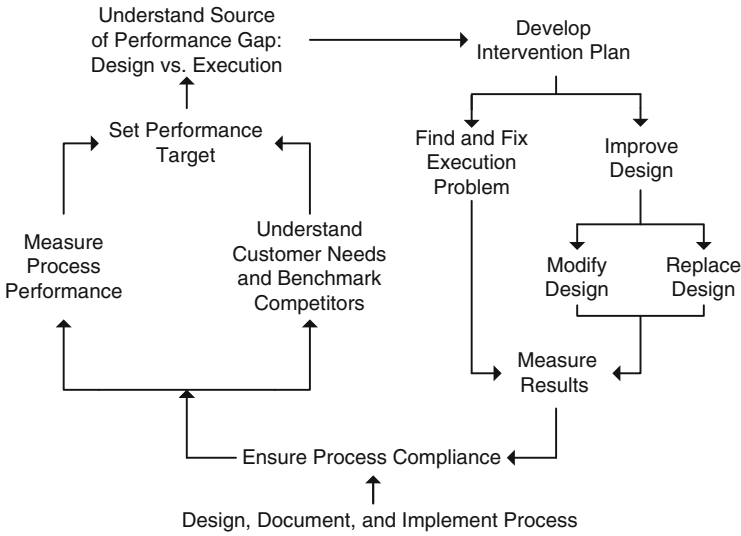 Understand Source
of Performance Gap:
Design vs. Execution
Develop
Intervention Plan
Set Performance
Target
Find and Fix
Execution
Problem
Improve
Design
Measure
Process
Performance
Understand
Customer Needs
and Benchmark
Competitors
Modify
Design
Replace
Design
Measure
Results
Ensure Process Compliance
Design, Document, and Implement Process